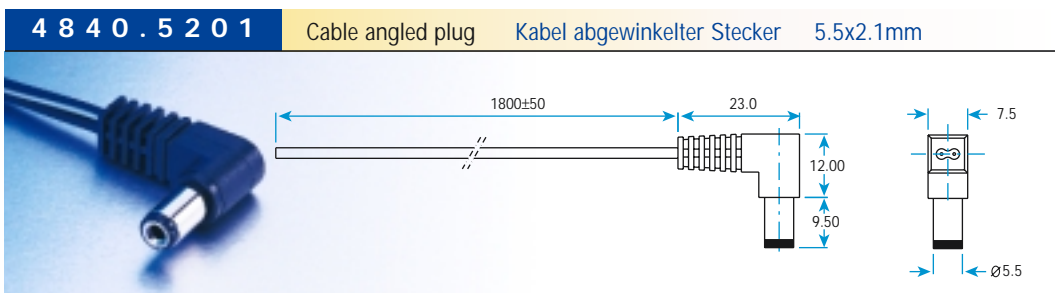 4840.5201 Cable angled plug Kabel abgewinkelter Stecker 5.5x2.1mm
1800±50 23.0 7.5
12.00
9.50
Ø5.5